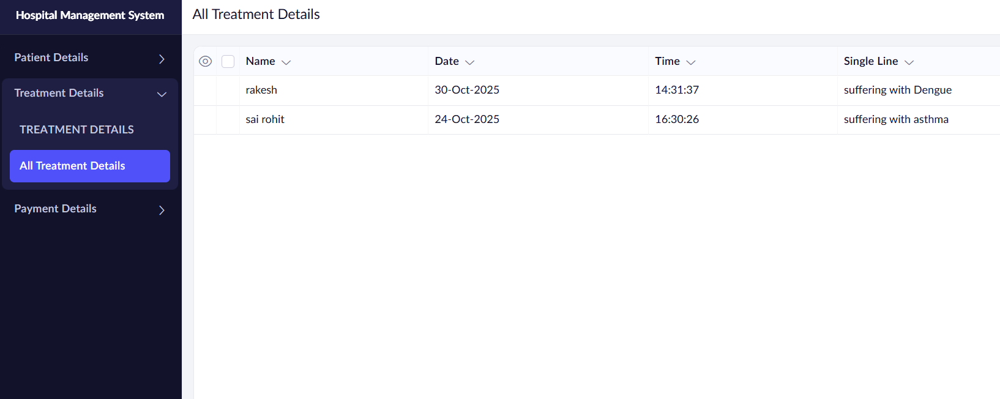 Hospital Management System
All Treatment Details
Patient Details
Treatment Details
TREATMENT DETAILS
All Treatment Details
Payment Details
Name Date Time Single Line
rakesh 30-Oct-2025 14:31:37 suffering with Dengue
sai rohit 24-Oct-2025 16:30:26 suffering with asthma